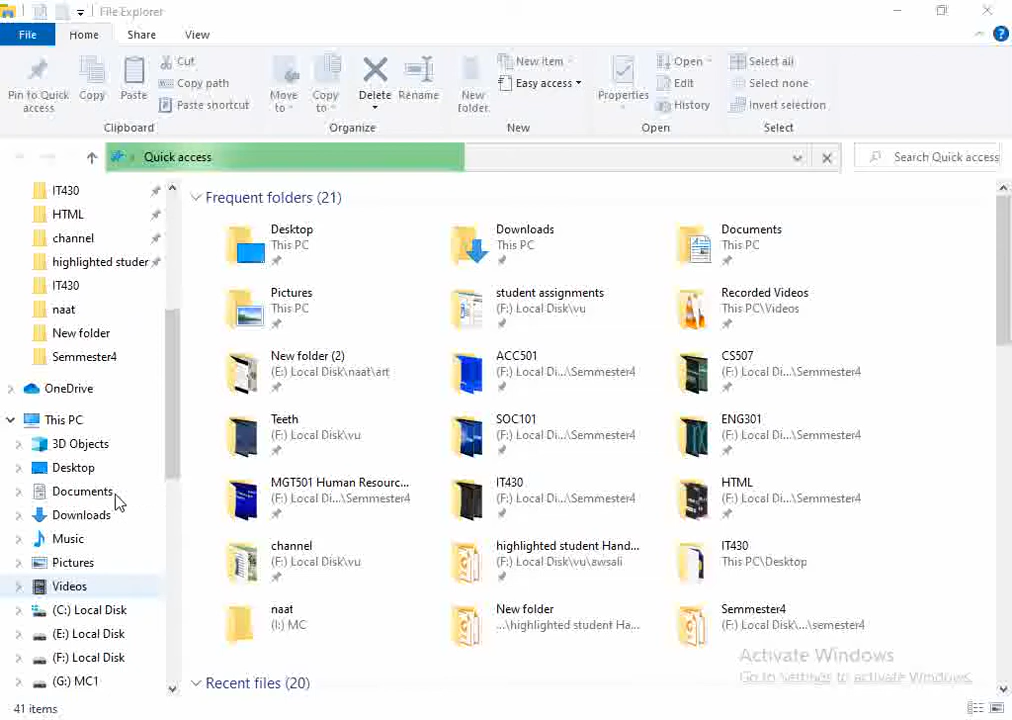 File Explorer
File Home Share View
Pin to Quick access
Copy
Paste
Cut
Copy path
Paste shortcut
Clipboard
Move to
Copy to
Delete
Rename
Organize
New folder
New item
Easy access
New
Properties
Open
Edit
History
Open
Select all
Select none
Invert selection
Select
Quick access
Search Quick access
IT430
HTML
channel
highlighted studer
IT430
naat
New folder
Semmester4
OneDrive
This PC
3D Objects
Desktop
Documents
Downloads
Music
Pictures
Videos
(C:) Local Disk
(E:) Local Disk
(F:) Local Disk
(G:) MC1
Frequent folders (21)
Desktop
This PC
Downloads
This PC
Documents
This PC
Pictures
This PC
student assignments
(F:) Local Disk\vu
Recorded Videos
This PC\Videos
New folder (2)
(E:) Local Disk\naat\art
ACC501
(F:) Local Di...\Semmester4
CS507
(F:) Local Di...\Semmester4
Teeth
(F:) Local Disk\vu
SOC101
(F:) Local Di...\Semmester4
ENG301
(F:) Local Di...\Semmester4
MGT501 Human Resourc...
(F:) Local Di...\Semmester4
IT430
(F:) Local Di...\Semmester4
HTML
(F:) Local Di...\Semmester4
channel
(F:) Local Disk\vu
highlighted student Hand...
(F:) Local Disk\vu\awsali
IT430
This PC\Desktop
naat
(I:) MC
New folder
...\highlighted student Ha...
Semmester4
(F:) Local Disk\...\semester4
Recent files (20)
Activate Windows
Go to Settings to activate Windows.
41 items